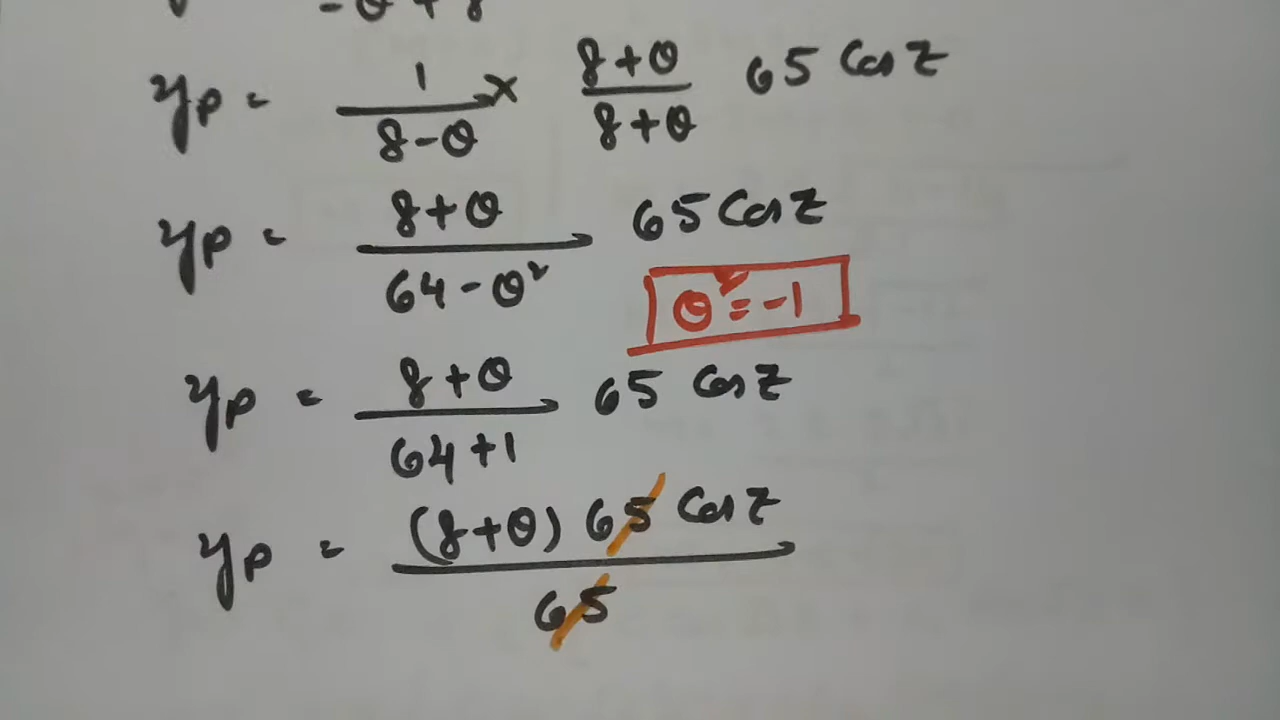 - θ + 8
yp = 1 / (8 - θ) × (8 + θ) / (8 + θ) 65 Cos z
yp = (8 + θ) / (64 - θ²) 65 Cos z
θ² = -1
yp = (8 + θ) / (64 + 1) 65 Cos z
yp = (8 + θ) 65 Cos z / 65